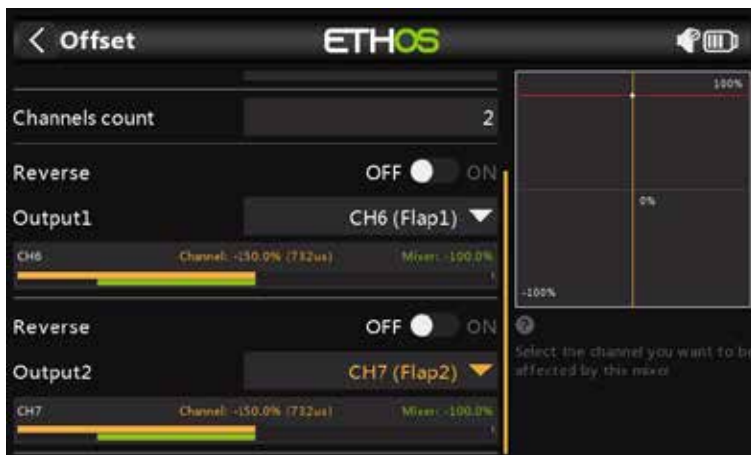 < Offset
ETHOS
100%
Channels count 2
Reverse OFF ON
Output1 CH6 (Flap1)
0%
CH6 Channel: -150.0% (732us) Mixer: -100.0%
-100%
Reverse OFF ON
?
Select the channel you want to be
affected by this mixer
Output2 CH7 (Flap2)
CH7 Channel: -150.0% (732us) Mixer: -100.0%